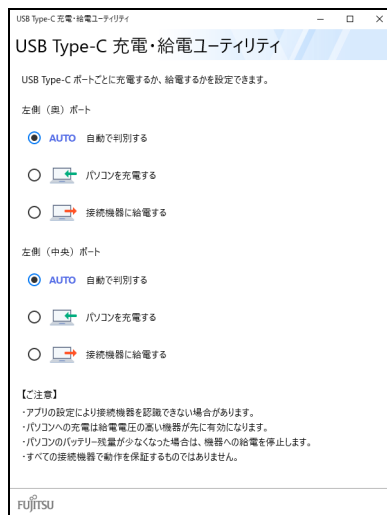 USB Type-C 充電・給電ユーティリティ
USB Type-C 充電・給電ユーティリティ
USB Type-C ポートごとに充電するか、給電するかを設定できます。
左側（奥）ポート
AUTO 自動で判別する
パソコンを充電する
接続機器に給電する
左側（中央）ポート
AUTO 自動で判別する
パソコンを充電する
接続機器に給電する
【ご注意】
・アプリの設定により接続機器を認識できない場合があります。
・パソコンへの充電は給電電圧の高い機器が先に有効になります。
・パソコンのバッテリー残量が少なくなった場合は、機器への給電を停止します。
・すべての接続機器で動作を保証するものではありません。
FUJITSU